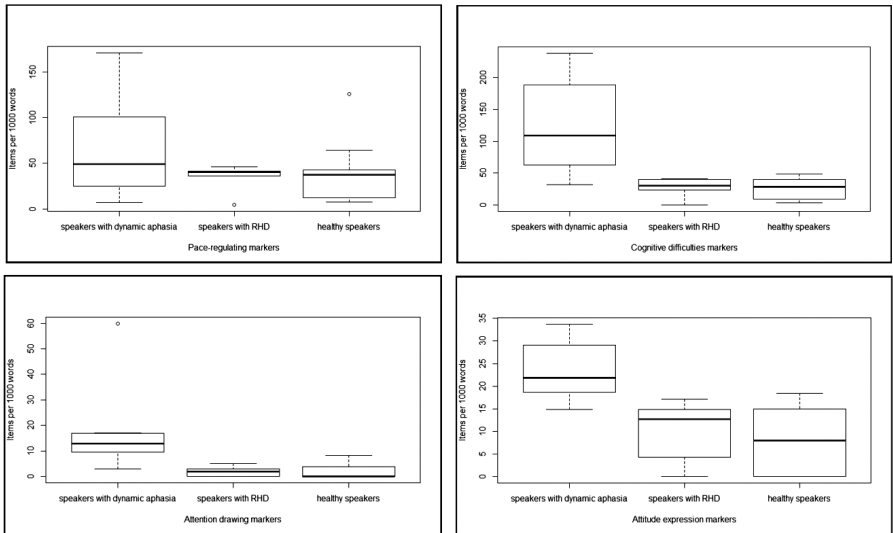 Items per 1000 words
150
100
50
0
speakers with dynamic aphasia
speakers with RHD
healthy speakers
Pace-regulating markers
Items per 1000 words
200
150
100
50
0
speakers with dynamic aphasia
speakers with RHD
healthy speakers
Cognitive difficulties markers
Items per 1000 words
60
50
40
30
20
10
0
speakers with dynamic aphasia
speakers with RHD
healthy speakers
Attention drawing markers
Items per 1000 words
35
30
25
20
15
10
5
0
speakers with dynamic aphasia
speakers with RHD
healthy speakers
Attitude expression markers